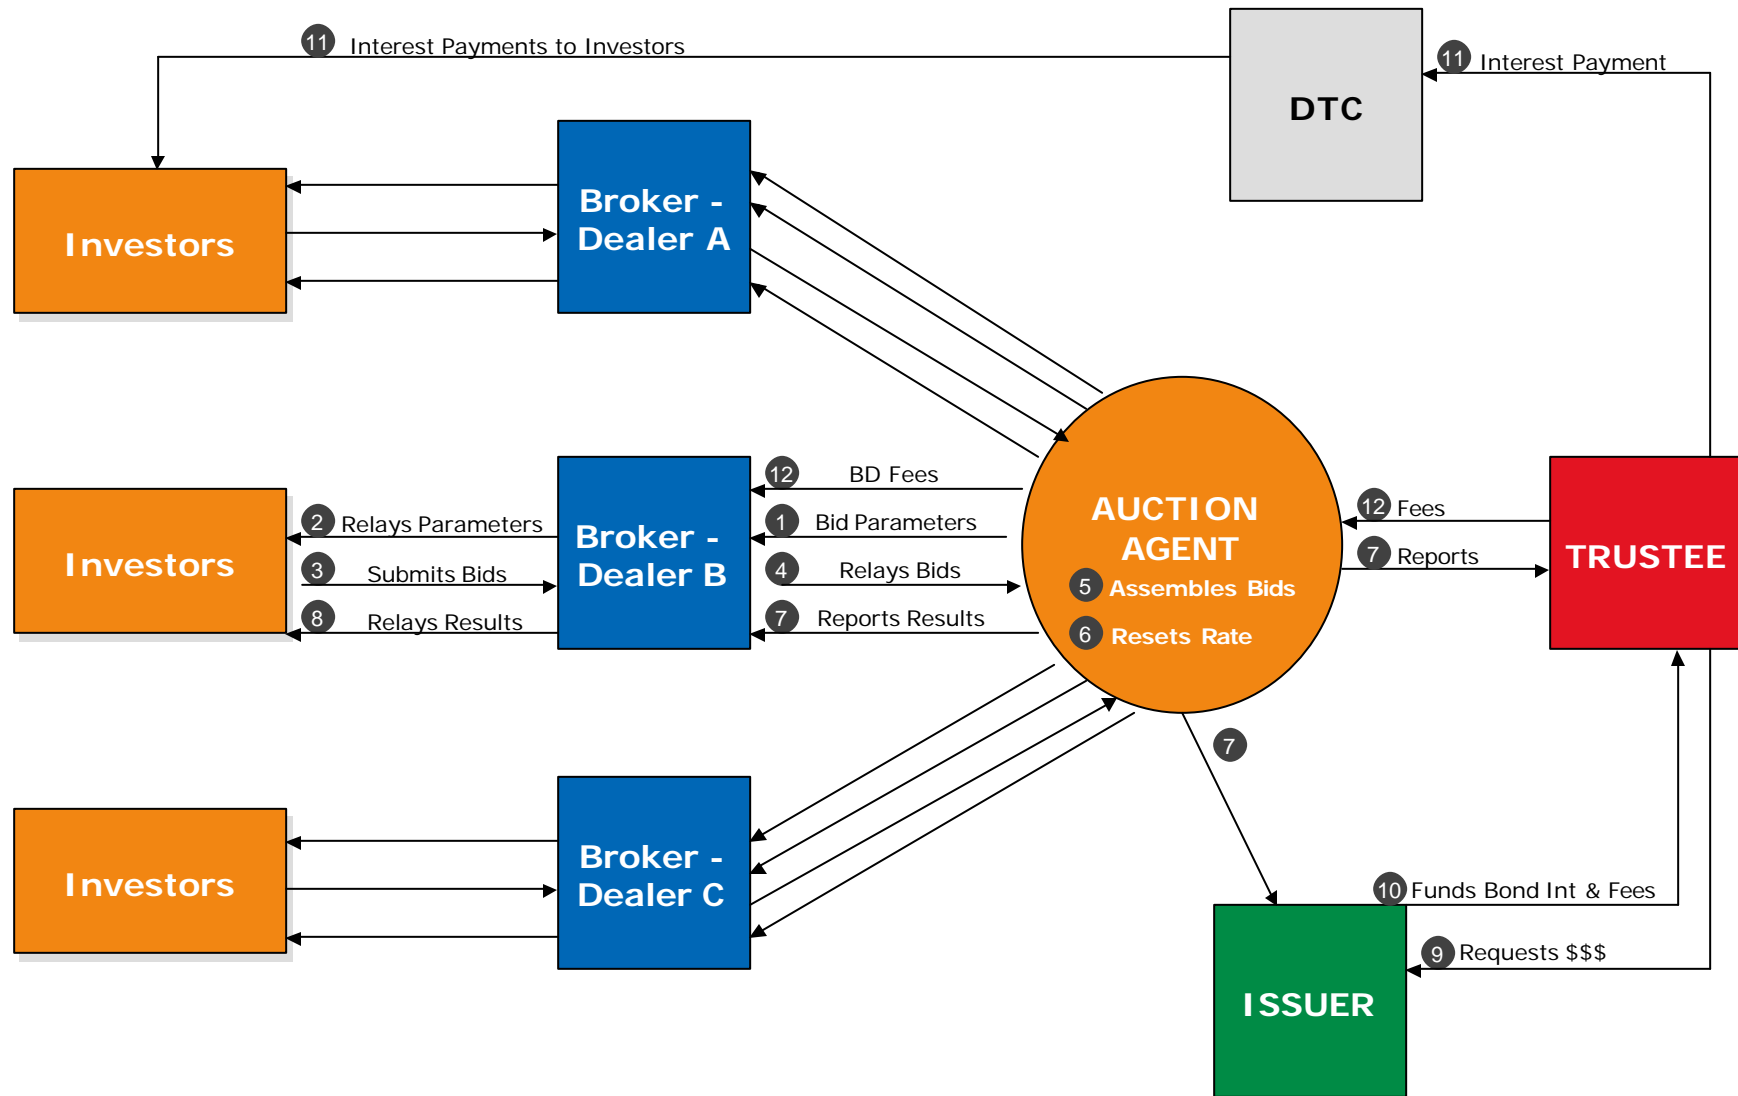 11 Interest Payments to Investors
11 Interest Payment
DTC
Broker -
Dealer A
Investors
12 BD Fees
AUCTION
AGENT
12 Fees
2 Relays Parameters
Broker -
Dealer B
1 Bid Parameters
Investors
7 Reports
TRUSTEE
3 Submits Bids
4 Relays Bids
5 Assembles Bids
8 Relays Results
7 Reports Results
6 Resets Rate
7
Broker -
Dealer C
Investors
10 Funds Bond Int & Fees
9 Requests $$$
ISSUER